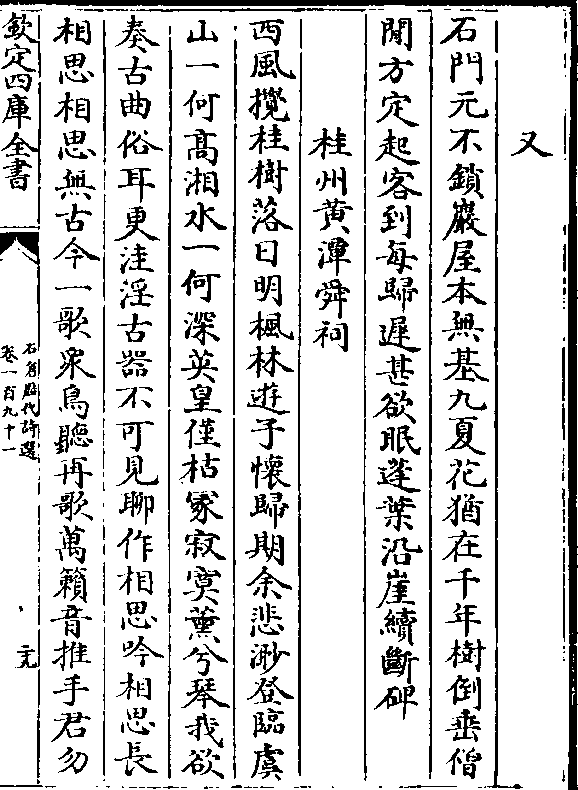 又
石門元不鎖巖屋本無基九夏花猶在千年樹倒垂僧
閒方定起客到每歸遲甚欲眠蓬葉沿崖續斷碑
桂州黄潭舜祠
西風攪桂樹落日明楓林遊子懷歸期余悲渺登臨虞
山一何髙湘水一何深英皇僅枯冢寂寞薰兮琴我欲
奏古曲俗耳更洼淫古器不可見聊作相思吟相思長
相思相思無古今一歌衆鳥聽再歌萬籟音推手君勿
欽定四庫全書
石倉歷代詩選
卷一百九十一